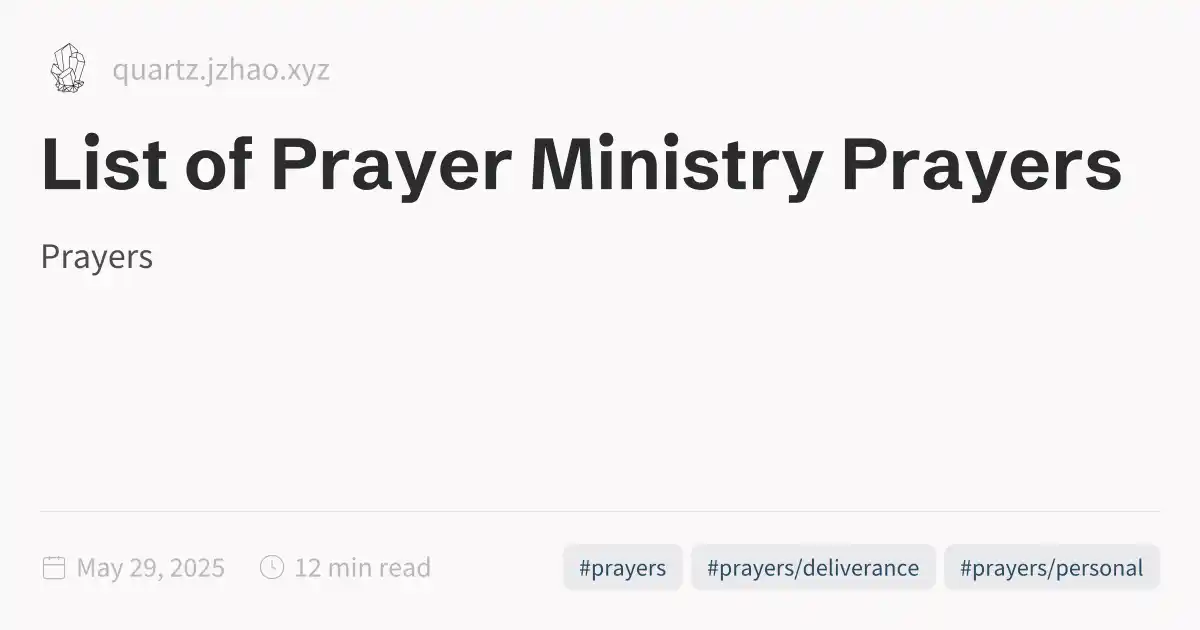 quartz.jzhao.xyz
List of Prayer Ministry Prayers
Prayers
May 29, 2025 12 min read #prayers #prayers/deliverance #prayers/personal